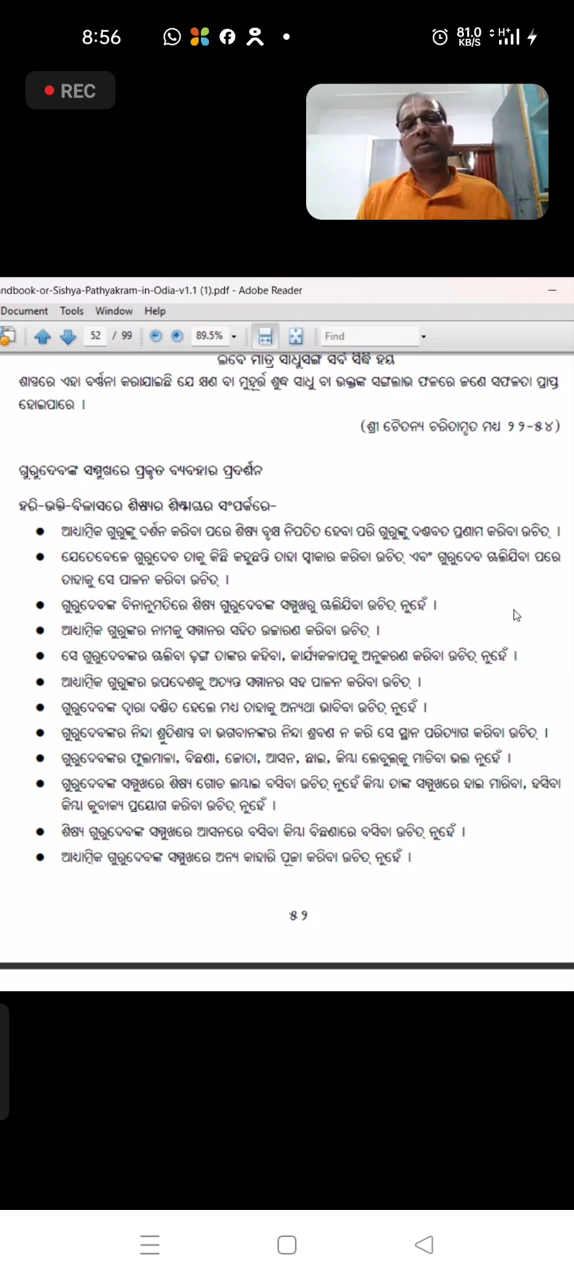 8:56
81.0
KB/S
H+
REC
ndbook-or-Sishya-Pathyakram-in-Odia-v1.1 (1).pdf - Adobe Reader
Document Tools Window Help
52 / 99 89.5% Find
ଲବେ ମାତ୍ର ସାଧୁସଙ୍ଗ ସର୍ବ ସିଦ୍ଧି ହୟ
ଶାସ୍ତ୍ରରେ ଏହା ବର୍ଣ୍ଣନା କରାଯାଇଛି ଯେ କ୍ଷଣ ବା ମୁହୂର୍ତ୍ତ ଶୁଦ୍ଧ ସାଧୁ ବା ଭକ୍ତଙ୍କ ସଙ୍ଗଲାଭ ଫଳରେ ଜଣେ ସଫଳତା ପ୍ରାପ୍ତ
ହୋଇପାରେ ।
(ଶ୍ରୀ ଚୈତନ୍ୟ ଚରିତାମୃତ ମଧ୍ୟ ୨୨-୫୪)
ଗୁରୁଦେବଙ୍କ ସମ୍ମୁଖରେ ପ୍ରକୃତ ବ୍ୟବହାର ପ୍ରଦର୍ଶନ
ହରି-ଭକ୍ତି-ବିଳାସରେ ଶିଷ୍ୟର ଶିଷ୍ଟାଚାର ସଂପର୍କରେ-
● ଆଧ୍ୟାତ୍ମିକ ଗୁରୁଙ୍କୁ ଦର୍ଶନ କରିବା ପରେ ଶିଷ୍ୟ ବୃକ୍ଷ ନିପତିତ ହେବା ପରି ଗୁରୁଙ୍କୁ ଦଣ୍ଡବତ ପ୍ରଣାମ କରିବା ଉଚିତ୍ ।
● ଯେତେବେଳେ ଗୁରୁଦେବ ତାକୁ କିଛି କହୁଛନ୍ତି ତାହା ସ୍ୱୀକାର କରିବା ଉଚିତ୍ ଏବଂ ଗୁରୁଦେବ ଚାଲିଯିବା ପରେ
ତାହାକୁ ସେ ପାଳନ କରିବା ଉଚିତ୍ ।
● ଗୁରୁଦେବଙ୍କ ବିନାନୁମତିରେ ଶିଷ୍ୟ ଗୁରୁଦେବଙ୍କ ସମ୍ମୁଖରୁ ଚାଲିଯିବା ଉଚିତ୍ ନୁହେଁ ।
● ଆଧ୍ୟାତ୍ମିକ ଗୁରୁଙ୍କର ନାମକୁ ସମ୍ମାନର ସହିତ ଉଚ୍ଚାରଣ କରିବା ଉଚିତ୍ ।
● ସେ ଗୁରୁଦେବଙ୍କର ଚାଲିବା ଢ଼ଙ୍ଗ ତାଙ୍କର କହିବା, କାର୍ଯ୍ୟକଳାପକୁ ଅନୁକରଣ କରିବା ଉଚିତ୍ ନୁହେଁ ।
● ଆଧ୍ୟାତ୍ମିକ ଗୁରୁଙ୍କର ଉପଦେଶକୁ ଅତ୍ୟନ୍ତ ସମ୍ମାନର ସହ ପାଳନ କରିବା ଉଚିତ୍ ।
● ଗୁରୁଦେବଙ୍କ ଦ୍ୱାରା ଦଣ୍ଡିତ ହେଲେ ମଧ୍ୟ ତାହାକୁ ଅନ୍ୟଥା ଭାବିବା ଉଚିତ୍ ନୁହେଁ ।
● ଗୁରୁଦେବଙ୍କର ନିନ୍ଦା ଶ୍ରୁତିଶାସ୍ତ୍ର ବା ଭଗବାନଙ୍କର ନିନ୍ଦା ଶ୍ରବଣ ନ କରି ସେ ସ୍ଥାନ ପରିତ୍ୟାଗ କରିବା ଉଚିତ୍ ।
● ଗୁରୁଦେବଙ୍କର ଫୁଲମାଳା, ବିଛଣା, ଜୋତା, ଆସନ, ଛାଇ, କିମ୍ବା ଲେବୁଲ୍‌କୁ ମାଡିବା ଭଲ ନୁହେଁ ।
● ଗୁରୁଦେବଙ୍କ ସମ୍ମୁଖରେ ଶିଷ୍ୟ ଗୋଡ ଲମ୍ବାଇ ବସିବା ଉଚିତ୍ ନୁହେଁ କିମ୍ବା ତାଙ୍କ ସମ୍ମୁଖରେ ହାଇ ମାରିବା, ହସିବା
କିମ୍ବା କୁବାକ୍ୟ ପ୍ରୟୋଗ କରିବା ଉଚିତ୍ ନୁହେଁ ।
● ଶିଷ୍ୟ ଗୁରୁଦେବଙ୍କ ସମ୍ମୁଖରେ ଆସନରେ ବସିବା କିମ୍ବା ବିଛଣାରେ ବସିବା ଉଚିତ୍ ନୁହେଁ ।
● ଆଧ୍ୟାତ୍ମିକ ଗୁରୁଦେବଙ୍କ ସମ୍ମୁଖରେ ଅନ୍ୟ କାହାରି ପୂଜା କରିବା ଉଚିତ୍ ନୁହେଁ ।
୫୨